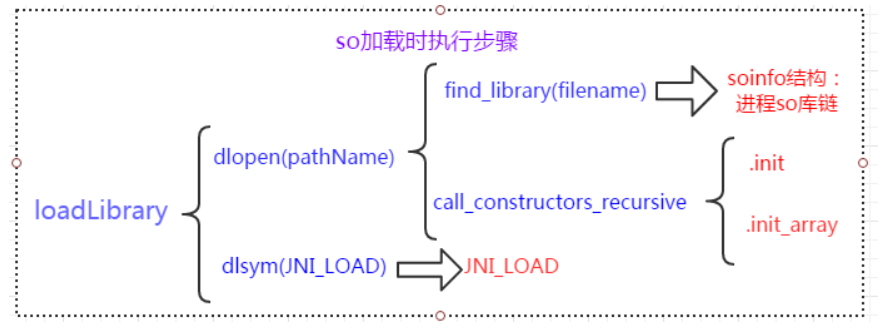 so加载时执行步骤
loadLibrary
dlopen(pathName)
find_library(filename)
soinfo结构：
进程so库链
call_constructors_recursive
.init
.init_array
dlsym(JNI_LOAD)
JNI_LOAD